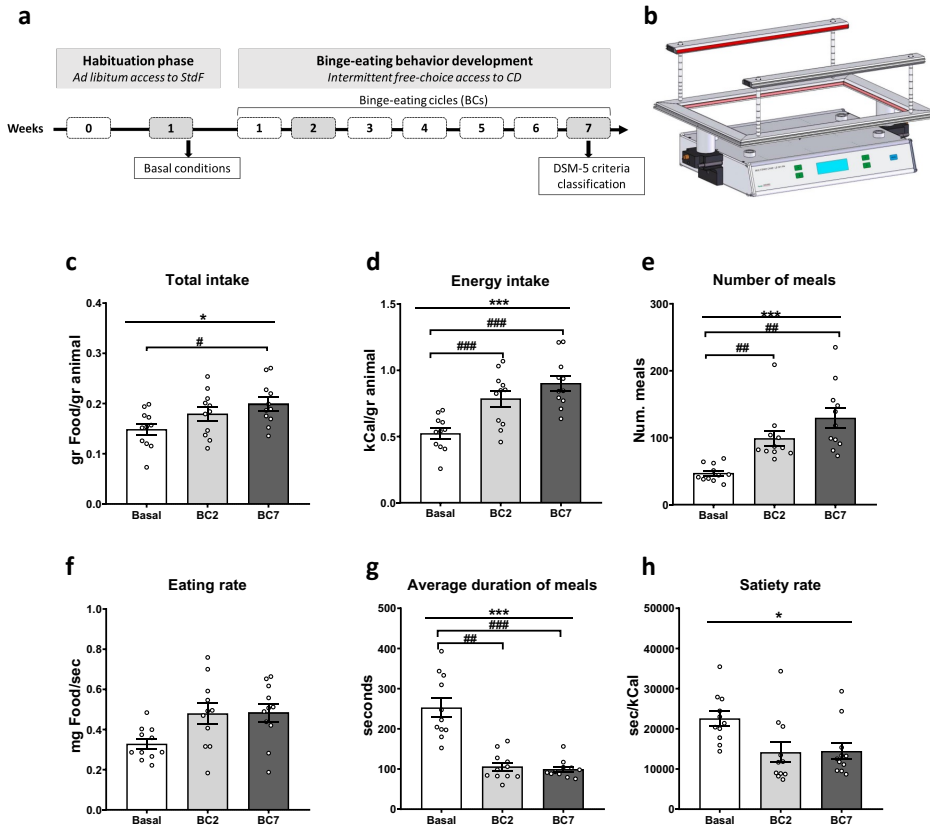 a
Habituation phase
Ad libitum access to StdF
Binge-eating behavior development
Intermittent free-choice access to CD
Binge-eating cicles (BCs)
Weeks 0 1 1 2 3 4 5 6 7
Basal conditions
DSM-5 criteria
classification
b
c
Total intake
gr Food/gr animal
0.4
0.3
0.2
0.1
0.0
*
#
Basal BC2 BC7
d
Energy intake
kCal/gr animal
1.5
1.0
0.5
0.0
***
###
###
Basal BC2 BC7
e
Number of meals
Num. meals
300
200
100
0
***
##
##
Basal BC2 BC7
f
Eating rate
mg Food/sec
1.0
0.8
0.6
0.4
0.2
0.0
Basal BC2 BC7
g
Average duration of meals
seconds
500
400
300
200
100
0
***
###
##
Basal BC2 BC7
h
Satiety rate
sec/kCal
50000
40000
30000
20000
10000
0
*
Basal BC2 BC7